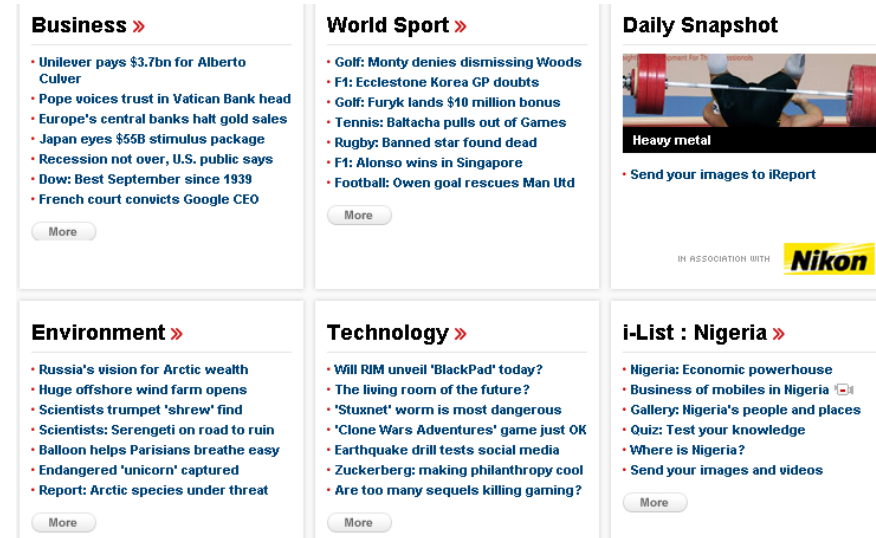 Business »
Unilever pays $3.7bn for Alberto
Culver
Pope voices trust in Vatican Bank head
Europe's central banks halt gold sales
Japan eyes $55B stimulus package
Recession not over, U.S. public says
Dow: Best September since 1939
French court convicts Google CEO
More
World Sport »
Golf: Monty denies dismissing Woods
F1: Ecclestone Korea GP doubts
Golf: Furyk lands $10 million bonus
Tennis: Baltacha pulls out of Games
Rugby: Banned star found dead
F1: Alonso wins in Singapore
Football: Owen goal rescues Man Utd
More
Daily Snapshot
Heavy metal
Send your images to iReport
IN ASSOCIATION WITH
Nikon
Environment »
Russia's vision for Arctic wealth
Huge offshore wind farm opens
Scientists trumpet 'shrew' find
Scientists: Serengeti on road to ruin
Balloon helps Parisians breathe easy
Endangered 'unicorn' captured
Report: Arctic species under threat
More
Technology »
Will RIM unveil 'BlackPad' today?
The living room of the future?
'Stuxnet' worm is most dangerous
'Clone Wars Adventures' game just OK
Earthquake drill tests social media
Zuckerberg: making philanthropy cool
Are too many sequels killing gaming?
More
i-List : Nigeria »
Nigeria: Economic powerhouse
Business of mobiles in Nigeria
Gallery: Nigeria's people and places
Quiz: Test your knowledge
Where is Nigeria?
Send your images and videos
More